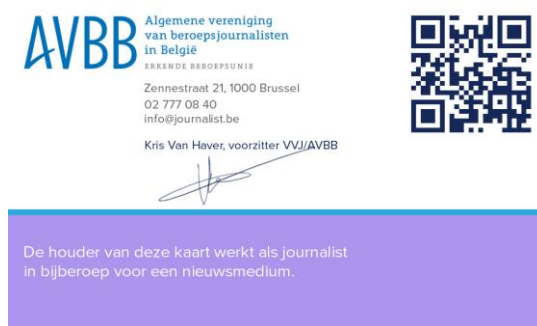 AVBB
Algemene vereniging
van beroepsjournalisten
in België
ERKENDE BEROEPSUNIE
Zennestraat 21, 1000 Brussel
02 777 08 40
info@journalist.be
Kris Van Haver, voorzitter VVJ/AVBB
De houder van deze kaart werkt als journalist
in bijberoep voor een nieuwsmedium.